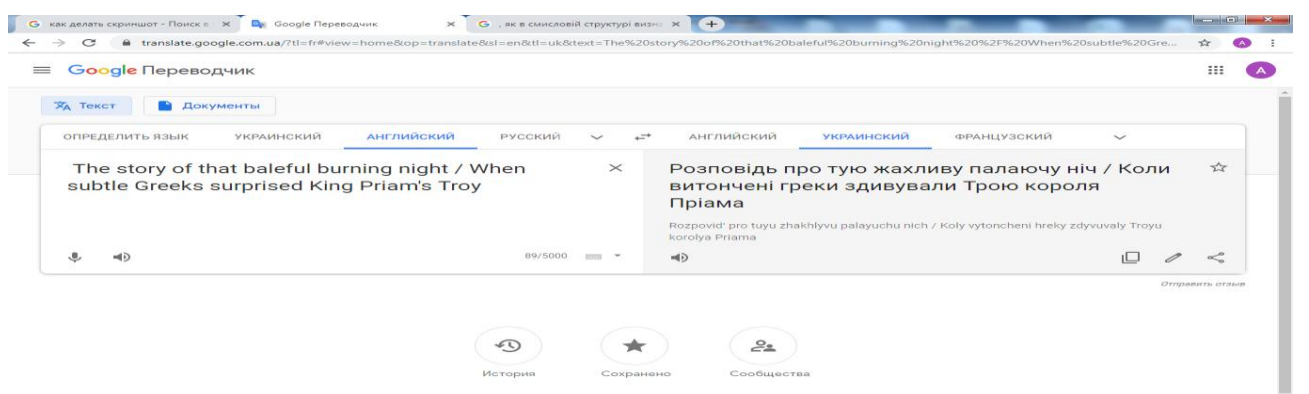 как делать скриншот - Поиск в
Google Переводчик
, як в смисловій структурі визна
translate.google.com.ua/?tl=fr#view=home&op=translate&sl=en&tl=uk&text=The%20story%20of%20that%20baleful%20burning%20night%20%2F%20When%20subtle%20Gre...
A
Google Переводчик
A
Текст
Документы
ОПРЕДЕЛИТЬ ЯЗЫК УКРАИНСКИЙ АНГЛИЙСКИЙ РУССКИЙ АНГЛИЙСКИЙ УКРАИНСКИЙ ФРАНЦУЗСКИЙ
The story of that baleful burning night / When
subtle Greeks surprised King Priam's Troy
89/5000
Розповідь про тую жахливу палаючу ніч / Коли
витончені греки здивували Трою короля
Пріама
Rozpovid' pro tuyu zhakhlyvu palayuchu nich / Koly vytoncheni hreky zdyvuvaly Troyu
korolya Priama
Отправить отзыв
История
Сохранено
Сообщества